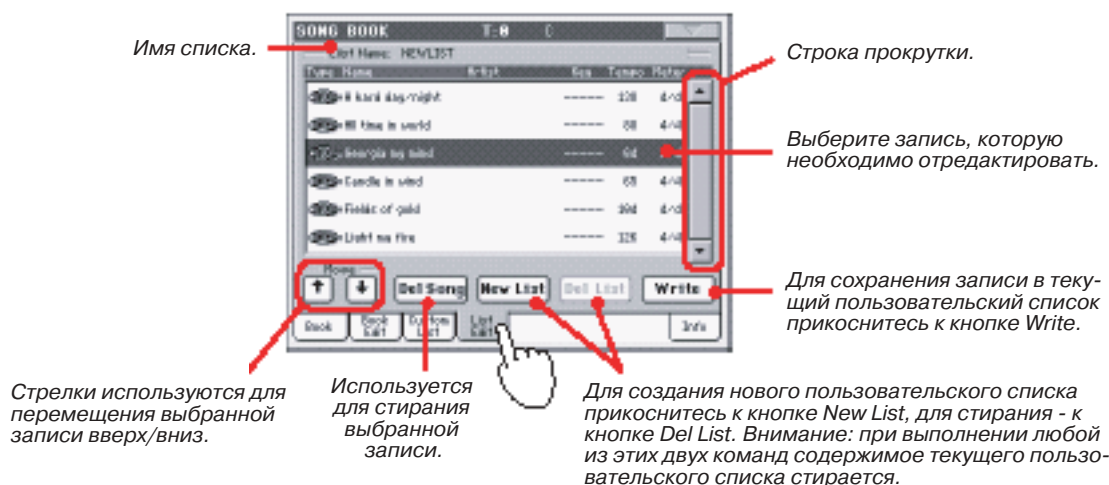 SONG BOOK
Имя списка.
List Name: NEWLIST
Строка прокрутки.
Type Name Artist Key Tempo Meter
A hard day/night ------ 130 4/4
All time in world ------ 4/4
Выберите запись, которую
необходимо отредактировать.
Georgia my mind ------
Candle in wind ------ 4/4
Fields of gold ------ 104 4/4
Light my fire ------ 126 4/4
Move
Del Song New List Del List Write
Для сохранения записи в теку-
щий пользовательский список
прикоснитесь к кнопке Write.
Book Book Edit Custom List List Edit Info
Стрелки используются для
перемещения выбранной
записи вверх/вниз.
Используется
для стирания
выбранной
записи.
Для создания нового пользовательского списка
прикоснитесь к кнопке New List, для стирания - к
кнопке Del List. Внимание: при выполнении любой
из этих двух команд содержимое текущего пользо-
вательского списка стирается.